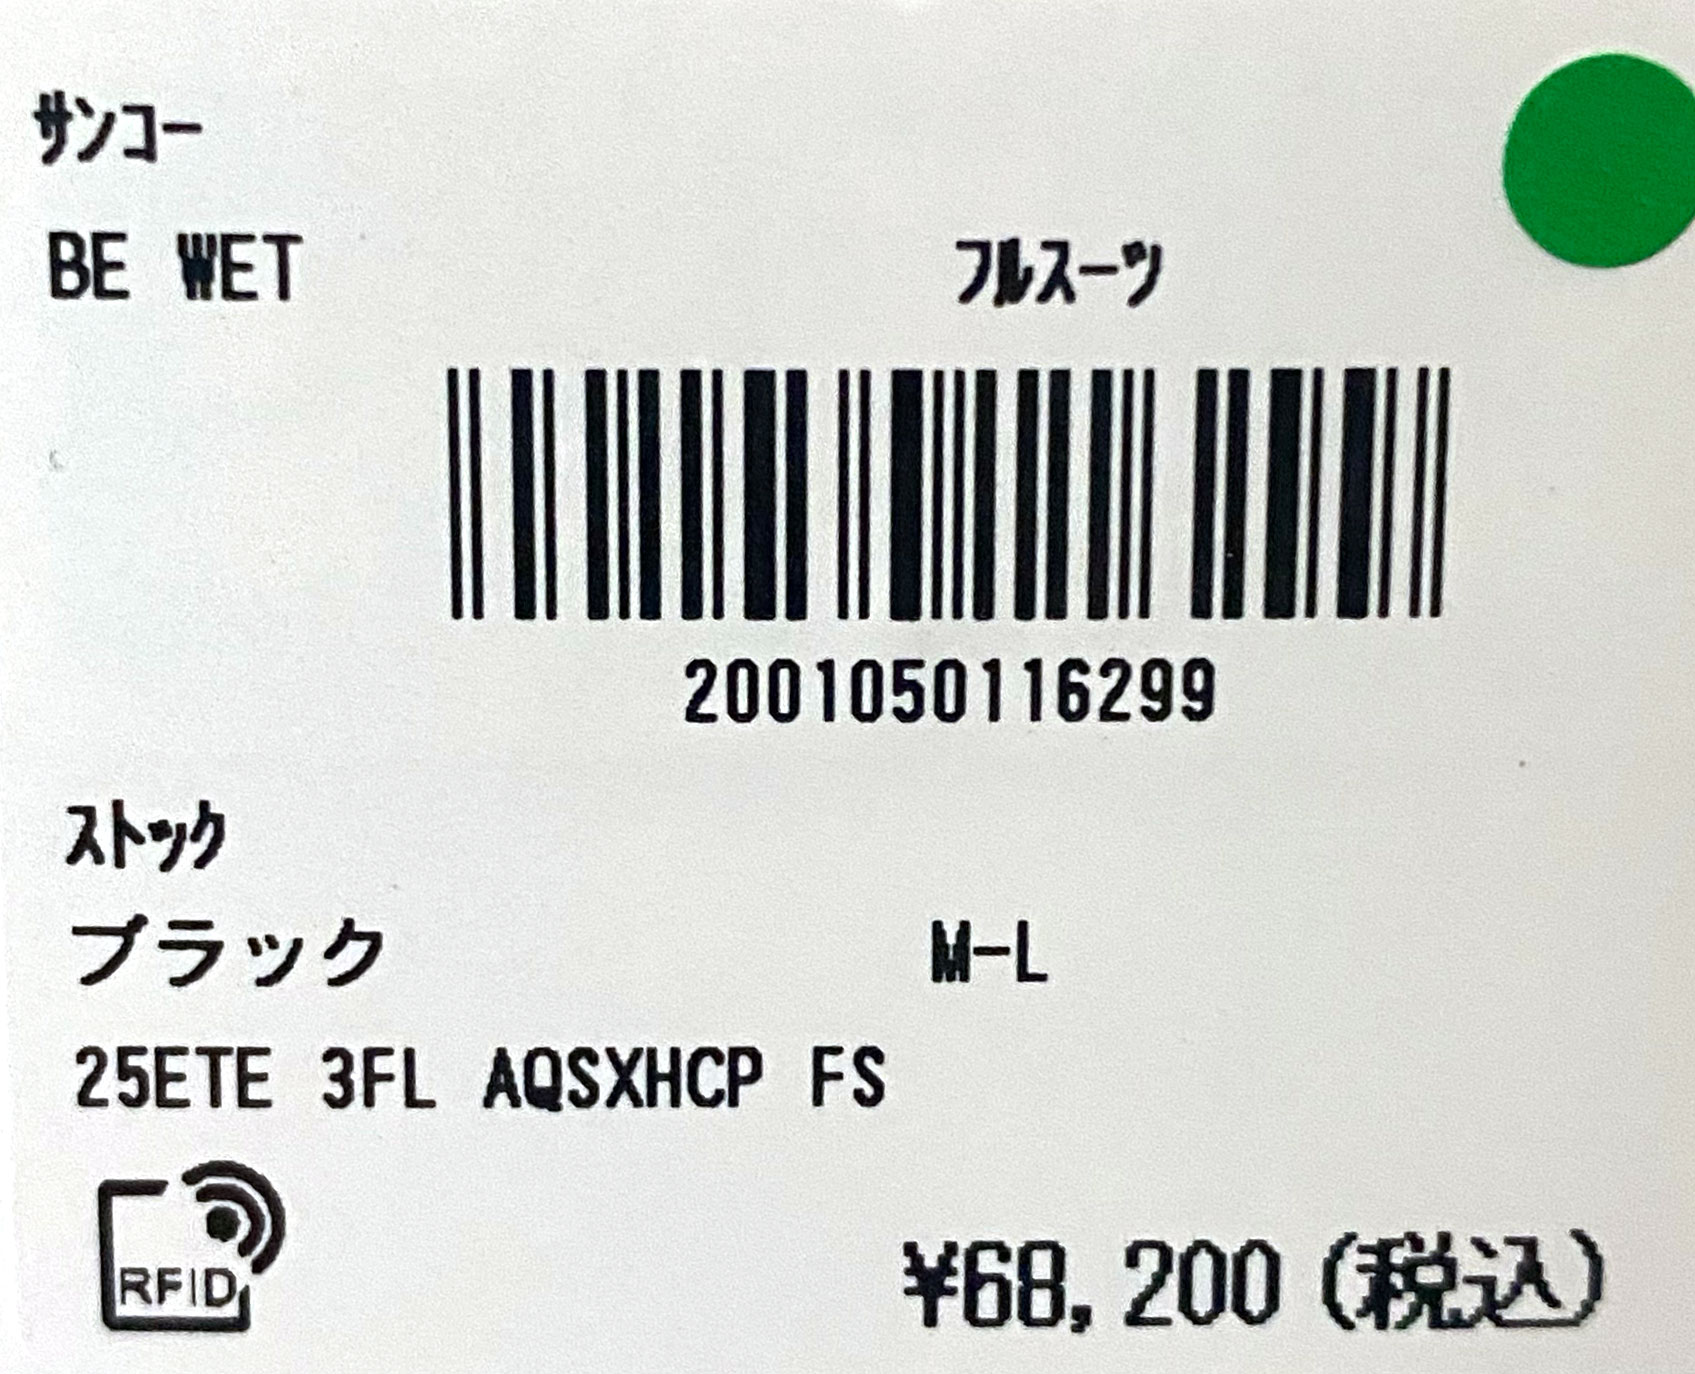 ｻﾝｺｰ
BE WET ﾌﾙｽｰﾂ
2001050116299
ｽﾄｯｸ
ブラック M-L
25ETE 3FL AQSXHCP FS
RFID
¥68,200(税込)